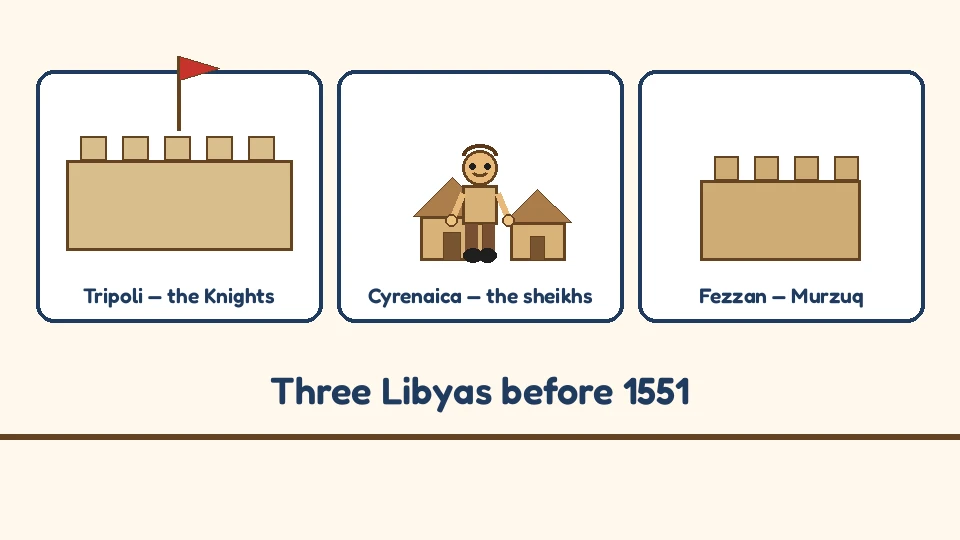 Tripoli – the Knights
Cyrenaica – the sheikhs
Fezzan – Murzuq
Three Libyas before 1551